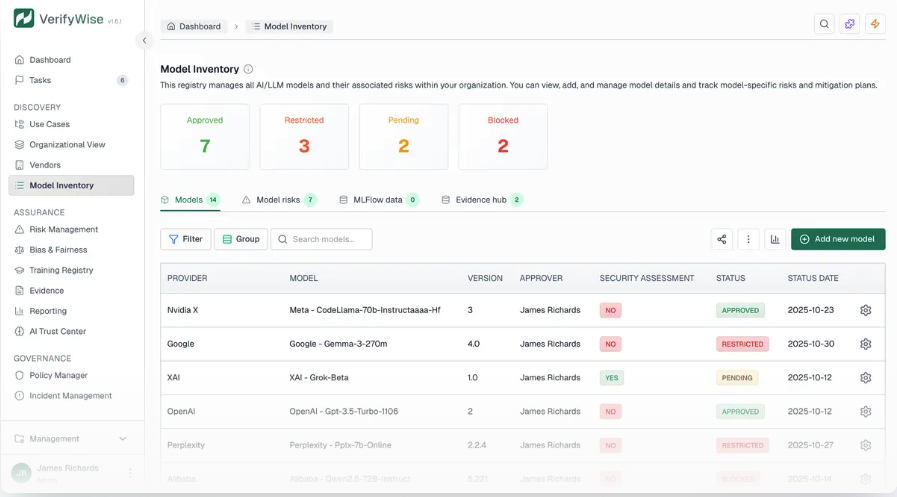 VerifyWise v1.6.1
Dashboard
Tasks 6
DISCOVERY
Use Cases
Organizational View
Vendors
Model Inventory
ASSURANCE
Risk Management
Bias & Fairness
Training Registry
Evidence
Reporting
AI Trust Center
GOVERNANCE
Policy Manager
Incident Management
Management
JR James Richards
Admin
Dashboard > Model Inventory
Model Inventory
This registry manages all AI/LLM models and their associated risks within your organization. You can view, add, and manage model details and track model-specific risks and mitigation plans.
Approved Restricted Pending Blocked
7 3 2 2
Models 14 Model risks 7 MLFlow data 0 Evidence hub 2
Filter Group Search models... Add new model
PROVIDER MODEL VERSION APPROVER SECURITY ASSESSMENT STATUS STATUS DATE
Nvidia X Meta - CodeLlama-70b-Instructaaaa-Hf 3 James Richards NO APPROVED 2025-10-23
Google Google - Gemma-3-270m 4.0 James Richards NO RESTRICTED 2025-10-30
XAI XAI - Grok-Beta 1.0 James Richards YES PENDING 2025-10-12
OpenAI OpenAI - Gpt-3.5-Turbo-1106 2 James Richards NO APPROVED 2025-10-12
Perplexity Perplexity - Pplx-7b-Online 2.2.4 James Richards NO RESTRICTED 2025-10-27
Alibaba Alibaba - Qwen2.5-72B-Instruct 5.221 James Richards NO BLOCKED 2025-10-14